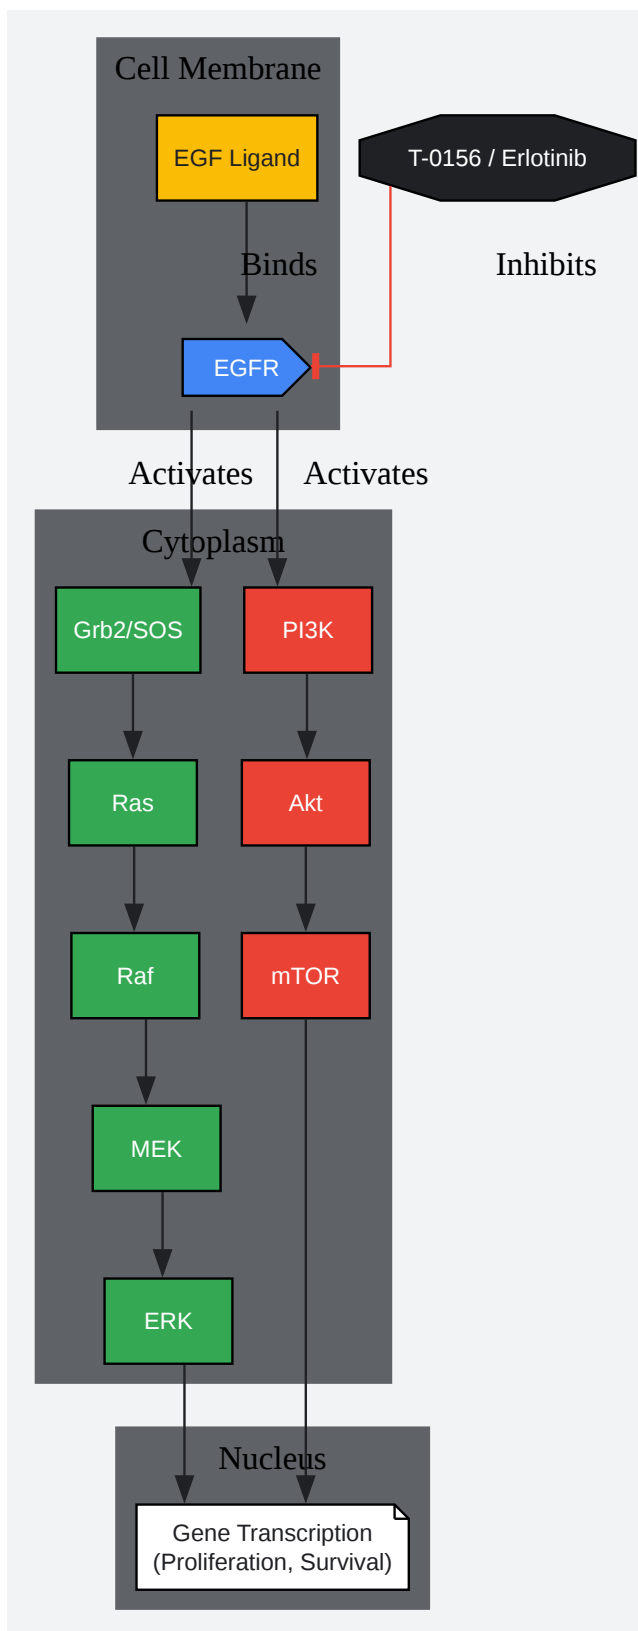 Cell Membrane
EGF Ligand
T-0156 / Erlotinib
Binds
Inhibits
EGFR
Activates
Activates
Cytoplasm
Grb2/SOS
PI3K
Ras
Akt
Raf
mTOR
MEK
ERK
Nucleus
Gene Transcription
(Proliferation, Survival)